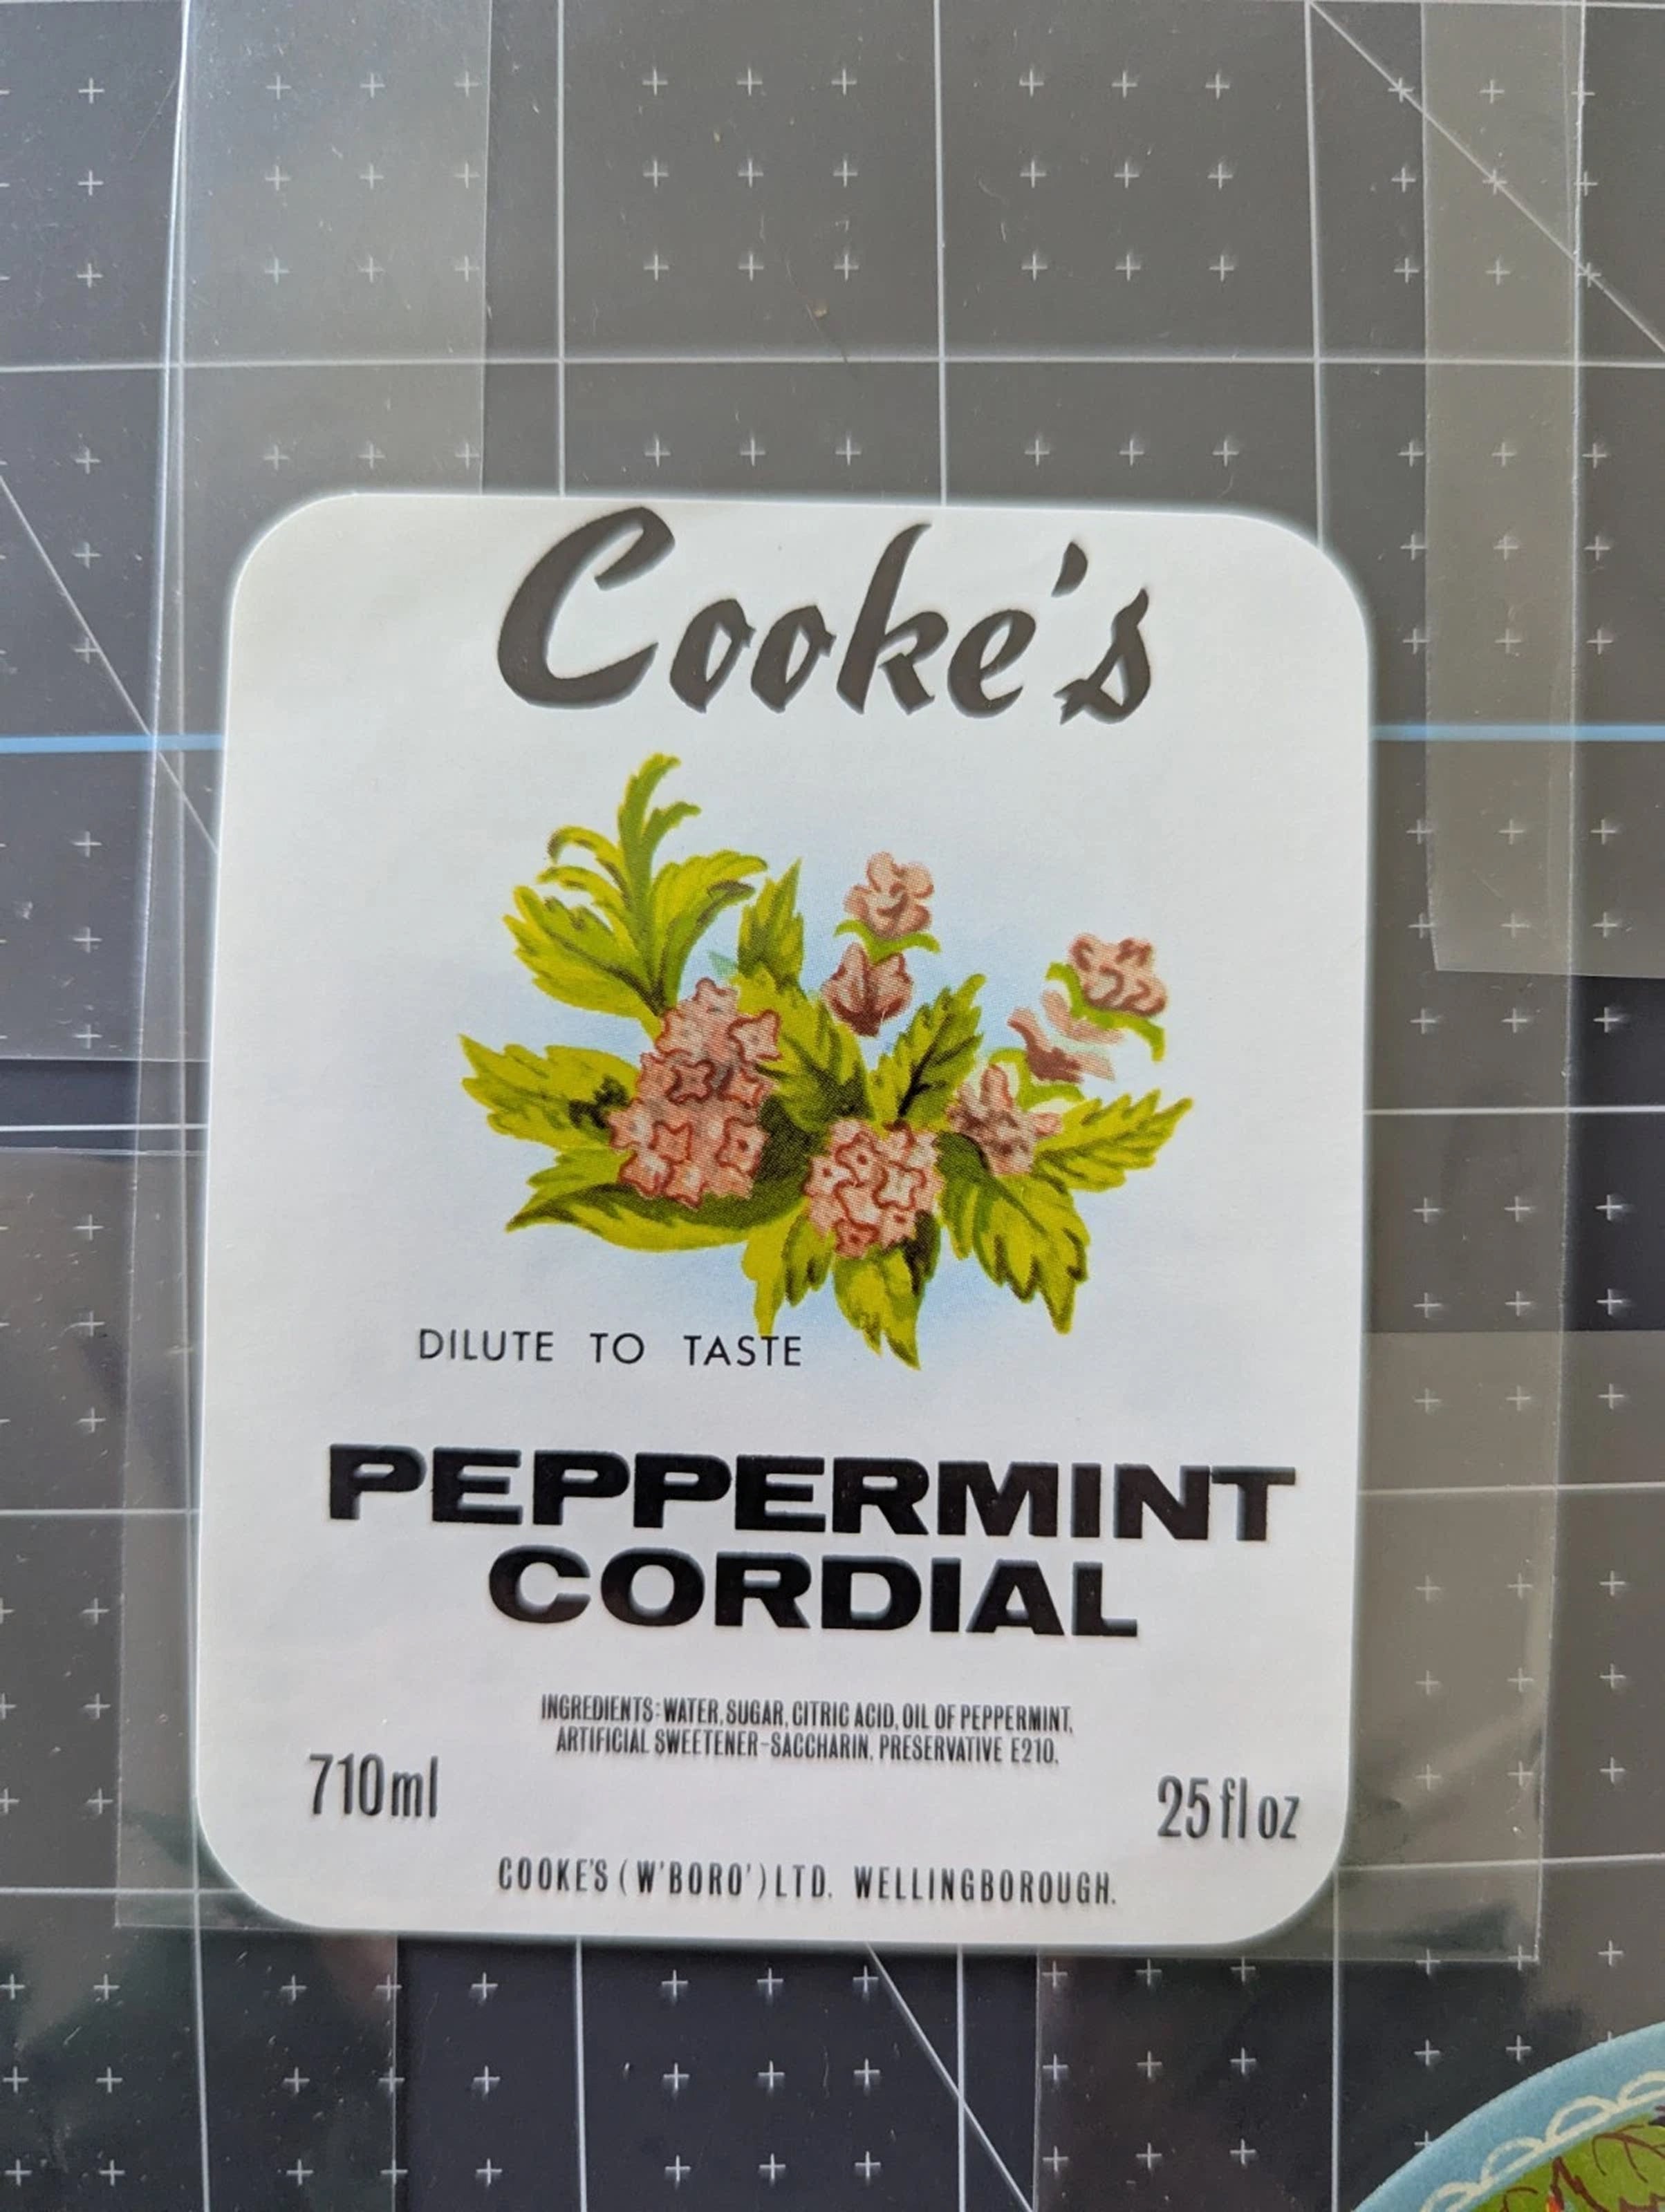 Cooke's
DILUTE TO TASTE
PEPPERMINT
CORDIAL
INGREDIENTS: WATER, SUGAR, CITRIC ACID, OIL OF PEPPERMINT,
ARTIFICIAL SWEETENER-SACCHARIN, PRESERVATIVE E210.
710ml
25 fl oz
COOKE'S (W'BORO') LTD. WELLINGBOROUGH.